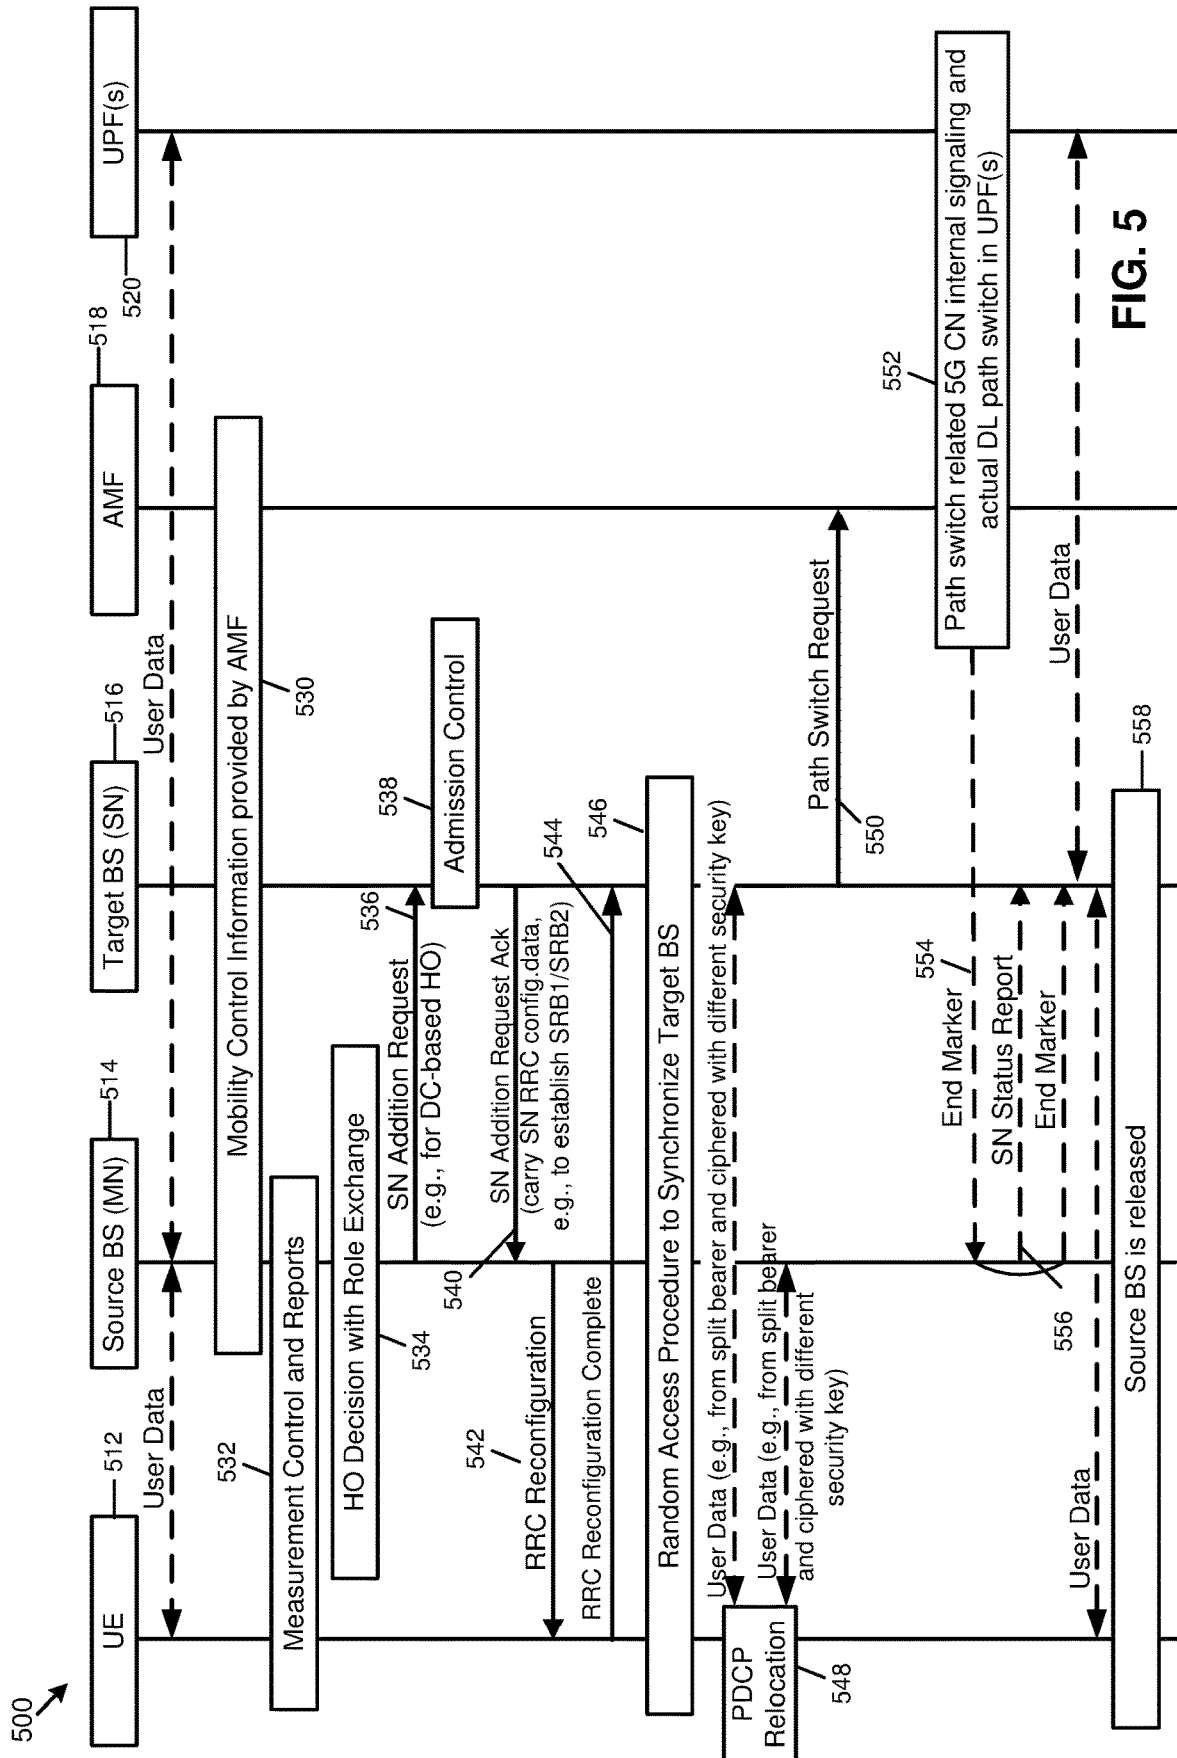 500
UE
512
Source BS (MN)
514
Target BS (SN)
516
AMF
518
UPF(s)
520
User Data
User Data
Mobility Control Information provided by AMF
530
Measurement Control and Reports
532
HO Decision with Role Exchange
534
SN Addition Request
(e.g., for DC-based HO)
536
Admission Control
538
SN Addition Request Ack
(carry SN RRC config.data,
e.g., to establish SRB1/SRB2
540
RRC Reconfiguration
542
RRC Reconfiguration Complete
544
Random Access Procedure to Synchronize Target BS
546
User Data (e.g., from split bearer and ciphered with different security key)
PDCP
Relocation
548
User Data (e.g., from split bearer
and ciphered with different
security key)
Path Switch Request
550
Path switch related 5G CN internal signaling and
actual DL path switch in UPF(s)
552
End Marker
554
SN Status Report
End Marker
556
User Data
User Data
Source BS is released
558
FIG. 5